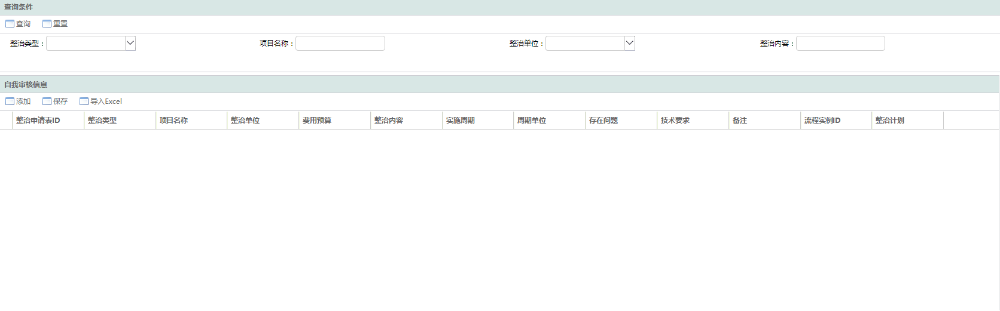 查询条件
查询 重置
整治类型： 项目名称： 整治单位： 整治内容：
自我审核信息
添加 保存 导入Excel
整治申请表ID 整治类型 项目名称 整治单位 费用预算 整治内容 实施周期 周期单位 存在问题 技术要求 备注 流程实例ID 整治计划